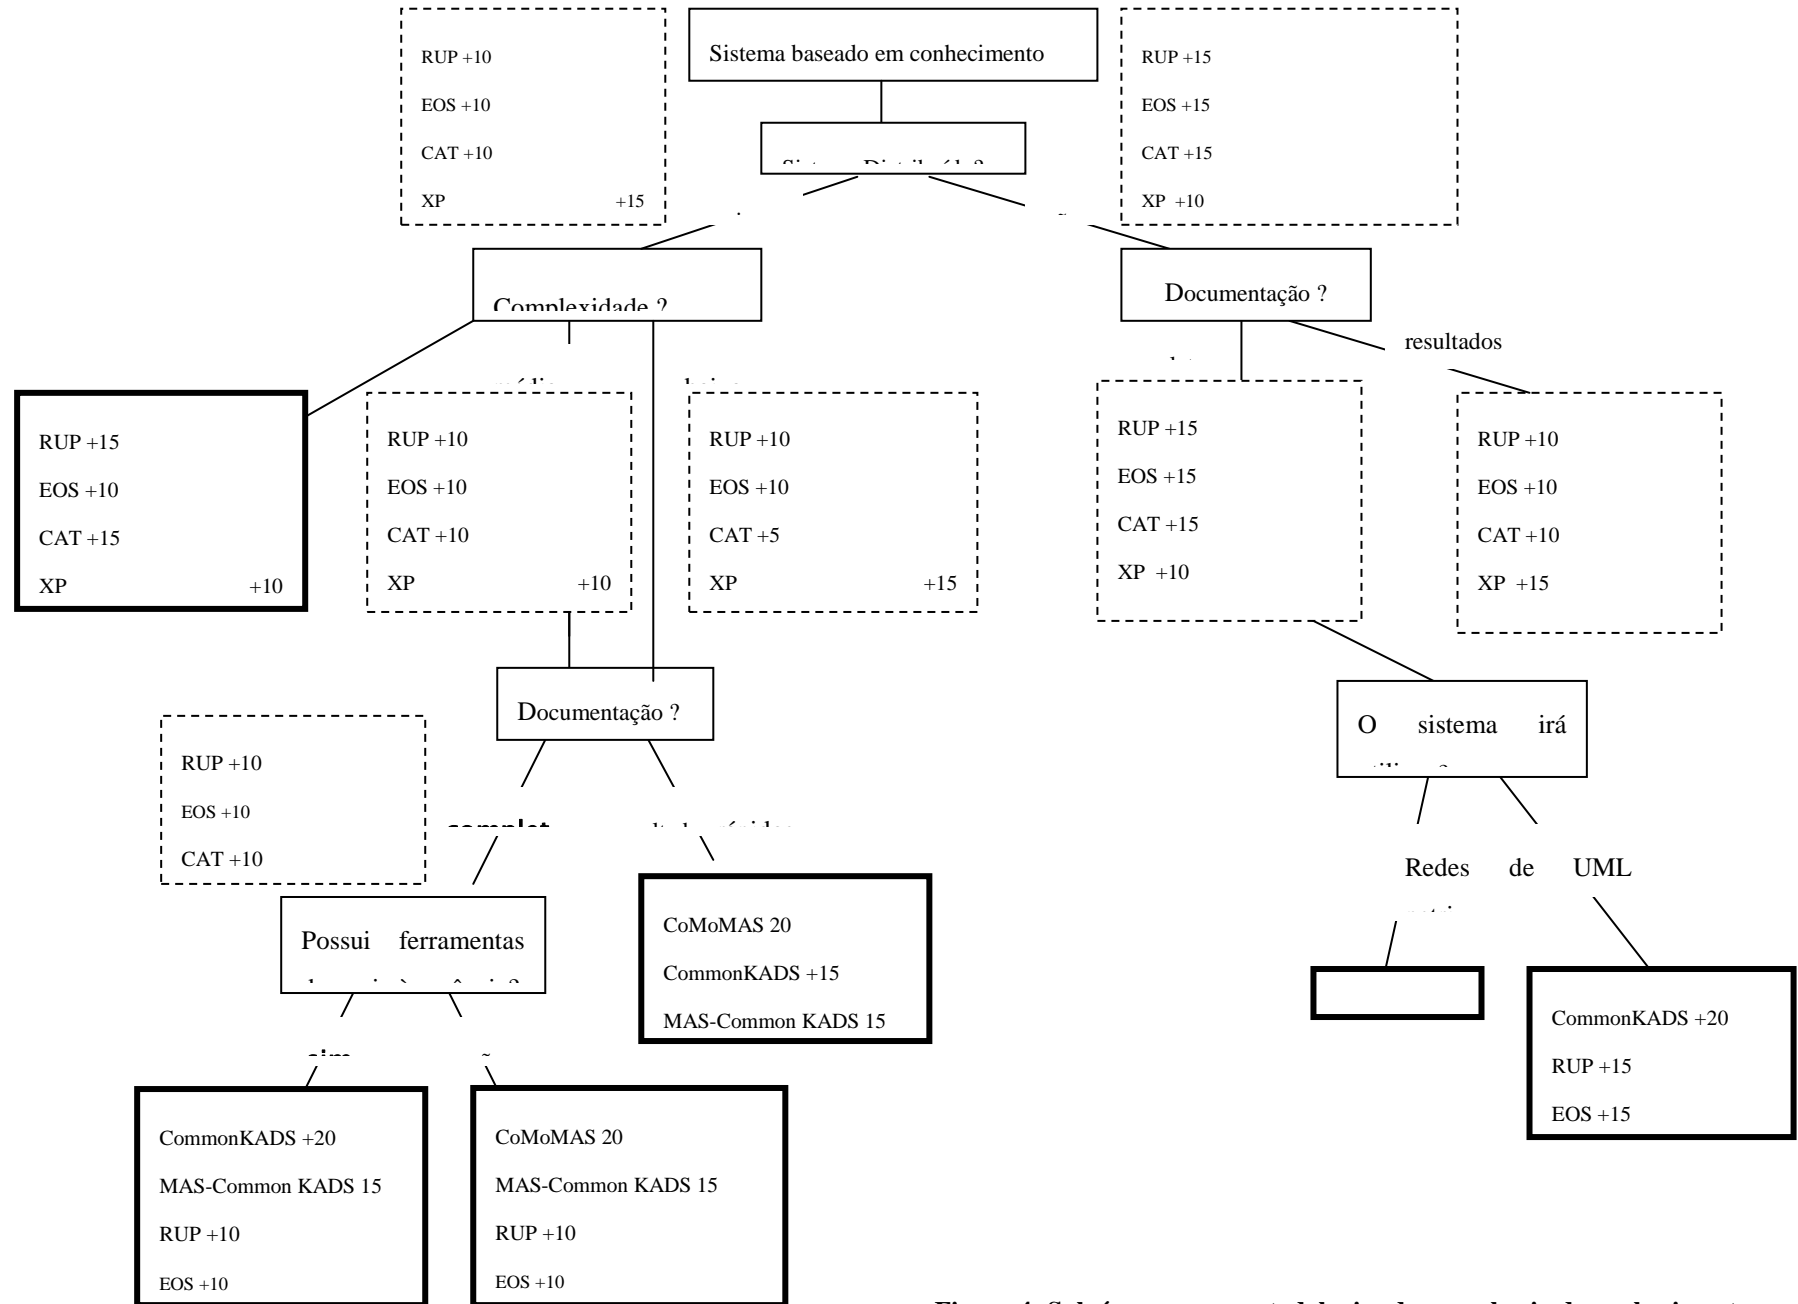 RUP +10
EOS +10
CAT +10
XP +15
Sistema baseado em conhecimento
RUP +15
EOS +15
CAT +15
XP +10
Complexidade ?
Documentação ?
resultados
RUP +15
EOS +10
CAT +15
XP +10
RUP +10
EOS +10
CAT +10
XP +10
RUP +10
EOS +10
CAT +5
XP +15
RUP +15
EOS +15
CAT +15
XP +10
RUP +10
EOS +10
CAT +10
XP +15
Documentação ?
O sistema irá
RUP +10
EOS +10
CAT +10
Redes de UML
Possui ferramentas
CoMoMAS 20
CommonKADS +15
MAS-Common KADS 15
CommonKADS +20
RUP +15
EOS +15
CommonKADS +20
MAS-Common KADS 15
RUP +10
EOS +10
CoMoMAS 20
MAS-Common KADS 15
RUP +10
EOS +10